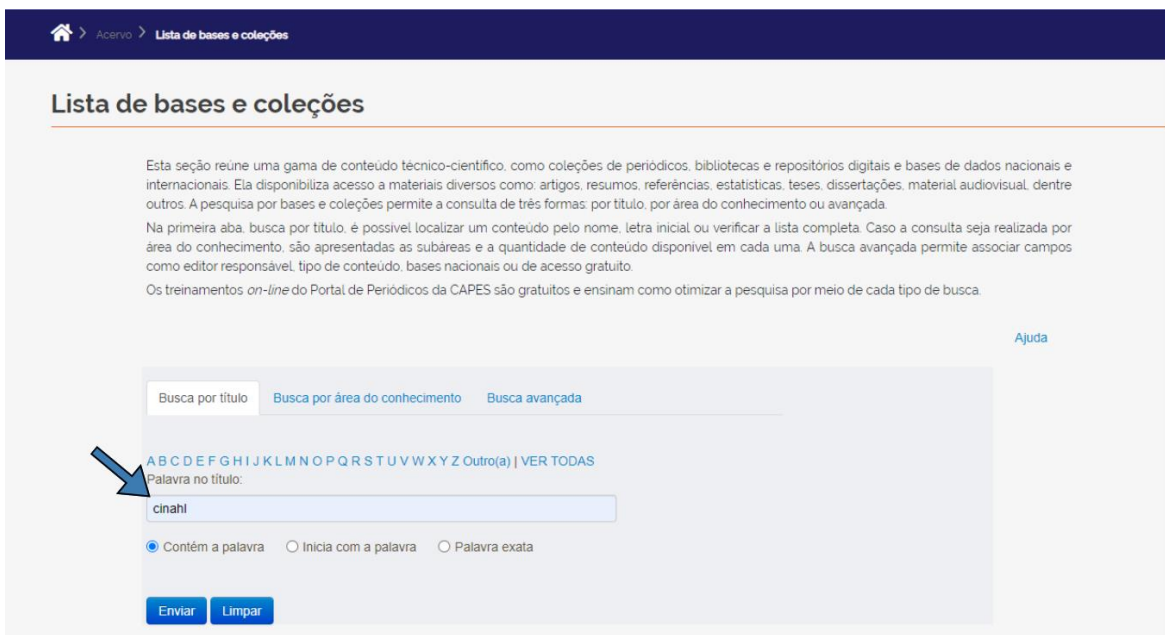 Acervo > Lista de bases e coleções
Lista de bases e coleções
Esta seção reúne uma gama de conteúdo técnico-científico, como coleções de periódicos, bibliotecas e repositórios digitais e bases de dados nacionais e
internacionais. Ela disponibiliza acesso a materiais diversos como: artigos, resumos, referências, estatísticas, teses, dissertações, material audiovisual, dentre
outros. A pesquisa por bases e coleções permite a consulta de três formas: por título, por área do conhecimento ou avançada.
Na primeira aba, busca por título, é possível localizar um conteúdo pelo nome, letra inicial ou verificar a lista completa. Caso a consulta seja realizada por
área do conhecimento, são apresentadas as subáreas e a quantidade de conteúdo disponível em cada uma. A busca avançada permite associar campos
como editor responsável, tipo de conteúdo, bases nacionais ou de acesso gratuito.
Os treinamentos on-line do Portal de Periódicos da CAPES são gratuitos e ensinam como otimizar a pesquisa por meio de cada tipo de busca.
Ajuda
Busca por título Busca por área do conhecimento Busca avançada
A B C D E F G H I J K L M N O P Q R S T U V W X Y Z Outro(a) | VER TODAS
Palavra no título:
cinahl
Contém a palavra Inicia com a palavra Palavra exata
Enviar Limpar